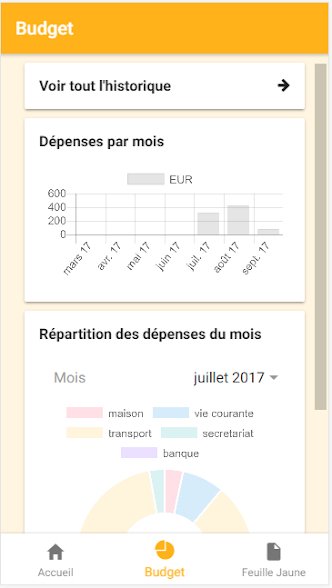 Budget
Voir tout l'historique
Dépenses par mois
EUR
600
400
200
0
mars 17 avr. 17 mai 17 juin 17 juil. 17 août 17 sept. 17
Répartition des dépenses du mois
Mois juillet 2017
maison vie courante
transport secretariat
banque
Accueil Budget Feuille Jaune